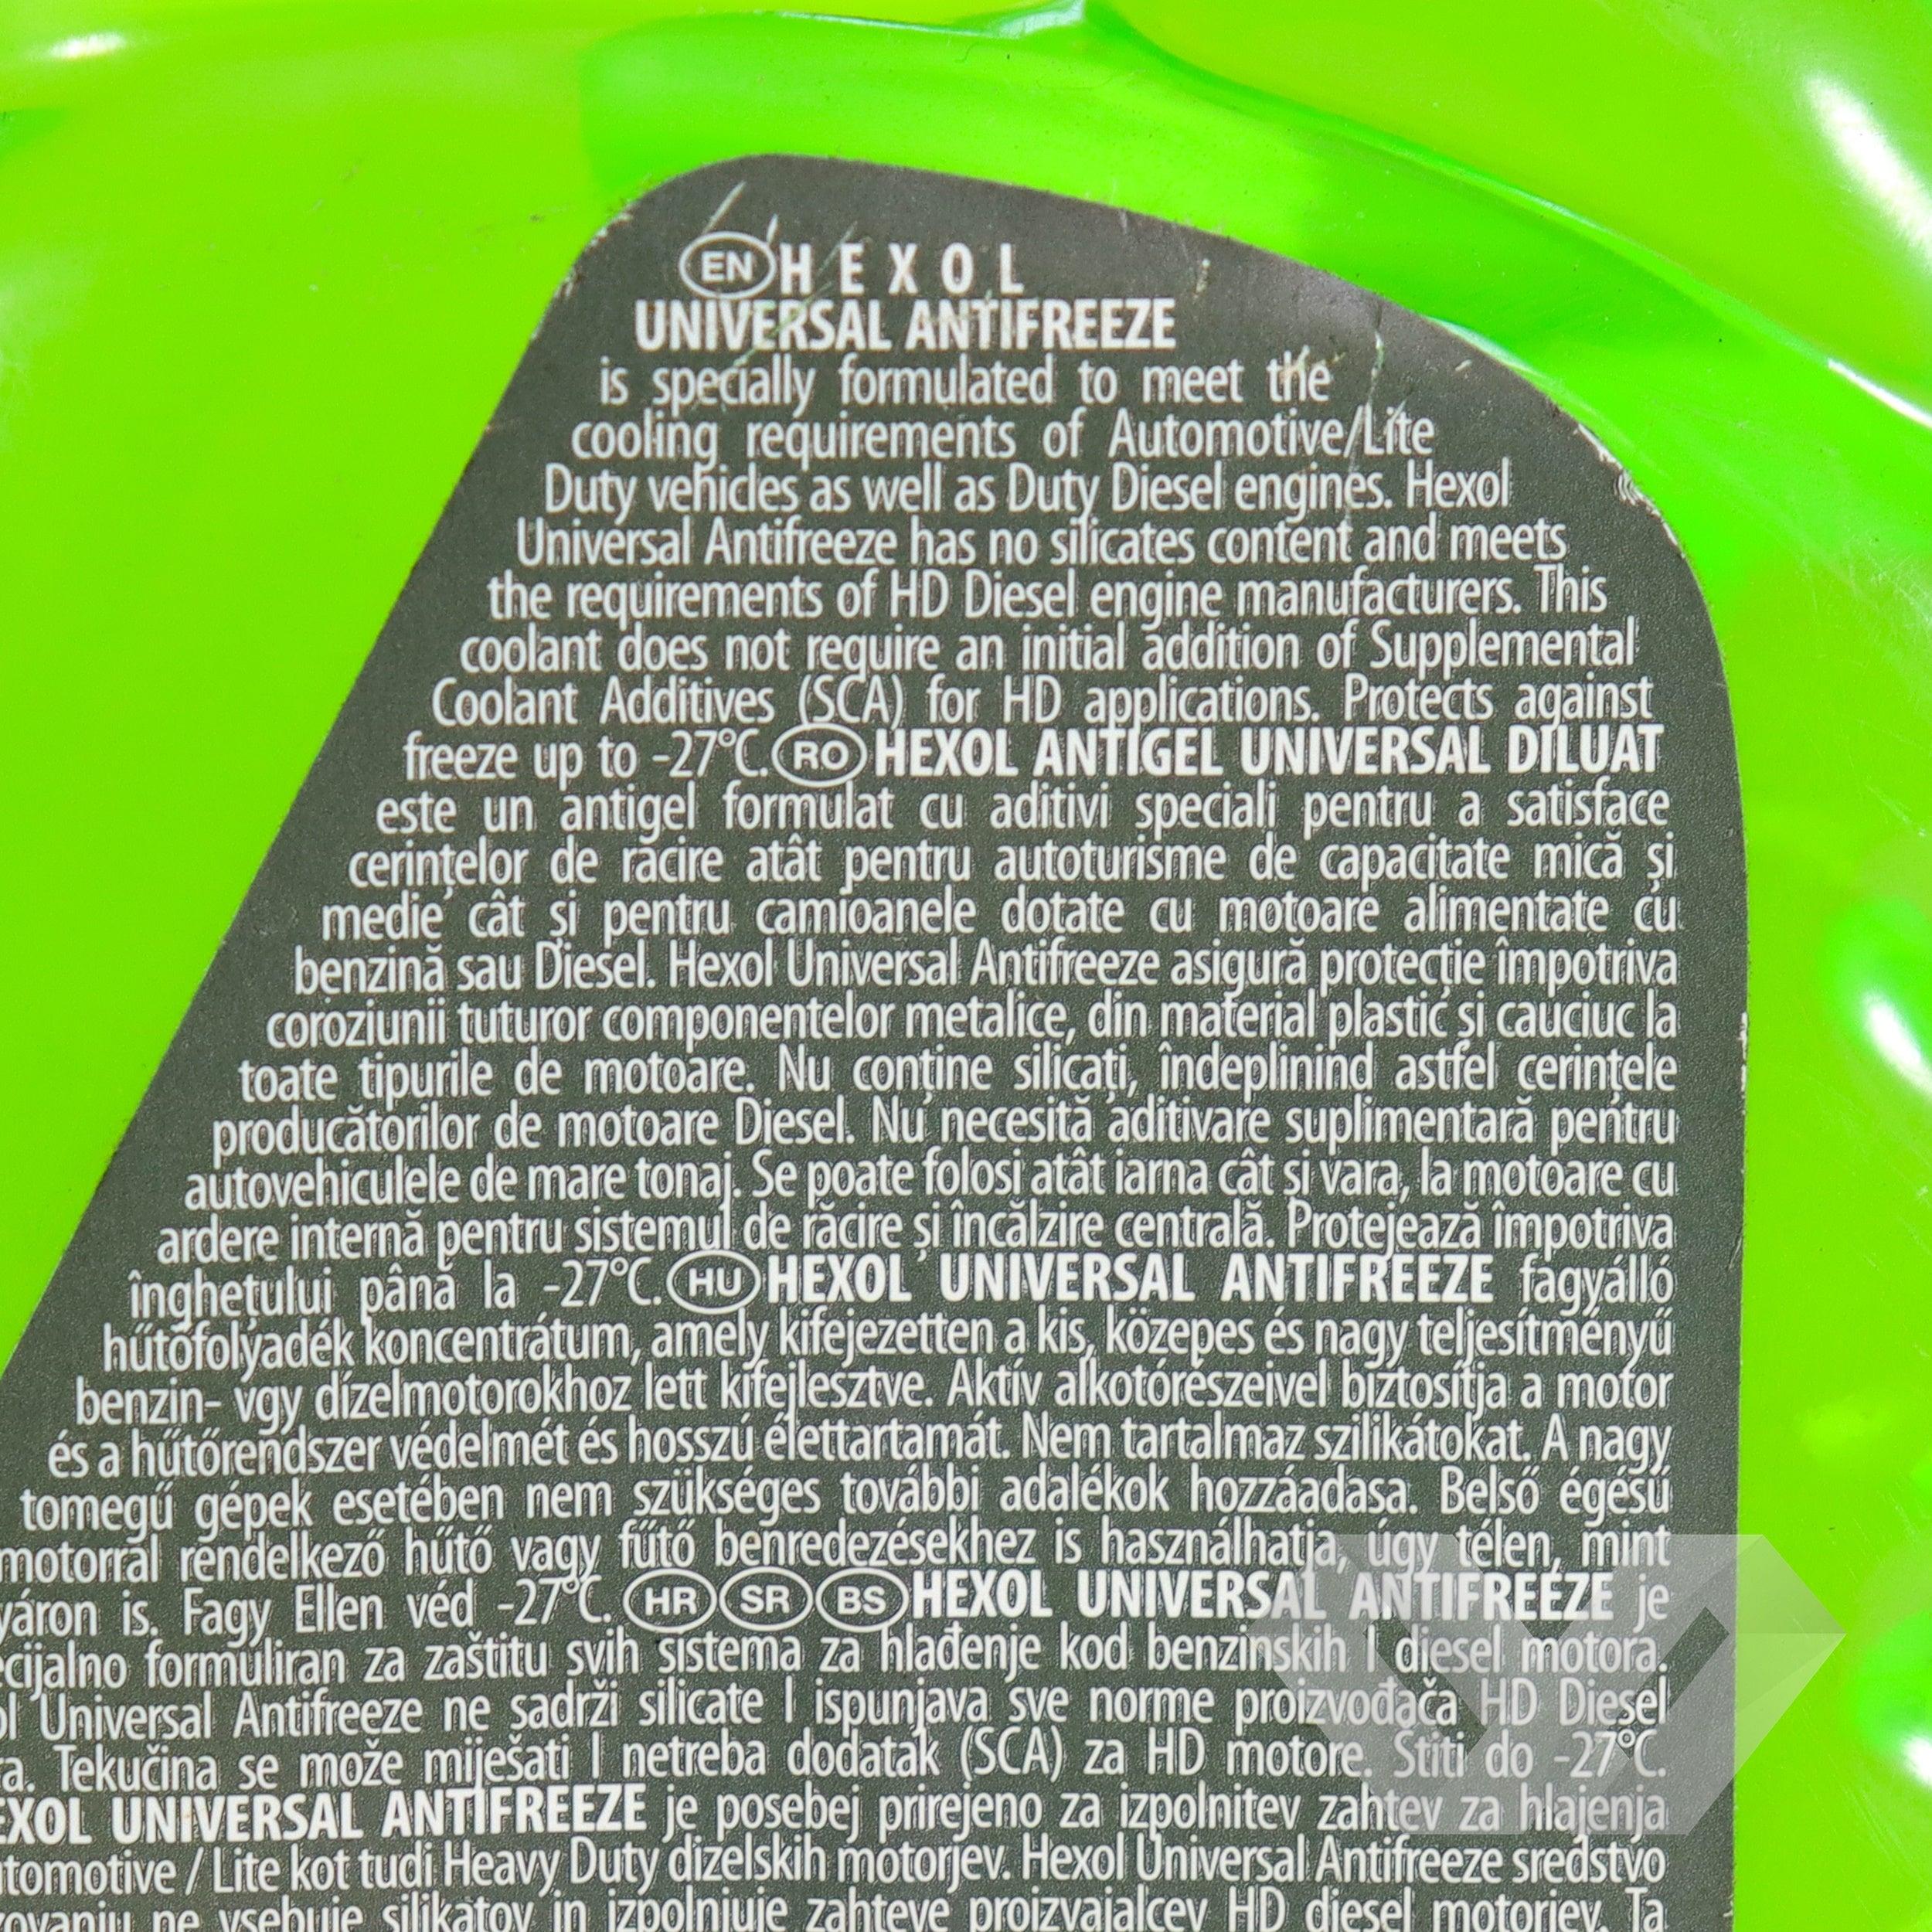 EN HEXOL
UNIVERSAL ANTIFREEZE
is specially formulated to meet the
cooling requirements of Automotive/Lite
Duty vehicles as well as Duty Diesel engines. Hexol
Universal Antifreeze has no silicates content and meets
the requirements of HD Diesel engine manufacturers. This
coolant does not require an initial addition of Supplemental
Coolant Additives (SCA) for HD applications. Protects against
freeze up to -27°C. RO HEXOL ANTIGEL UNIVERSAL DILUAT
este un antigel formulat cu aditivi speciali pentru a satisface
cerințelor de răcire atât pentru autoturisme de capacitate mică și
medie cât și pentru camioanele dotate cu motoare alimentate cu
benzină sau Diesel. Hexol Universal Antifreeze asigură protecție împotriva
coroziunii tuturor componentelor metalice, din material plastic și cauciuc la
toate tipurile de motoare. Nu conține silicați, îndeplinind astfel cerințele
producătorilor de motoare Diesel. Nu necesită aditivare suplimentară pentru
autovehiculele de mare tonaj. Se poate folosi atât iarna cât și vara, la motoare cu
ardere internă pentru sistemul de răcire și încălzire centrală. Protejează împotriva
înghețului până la -27°C. HU HEXOL UNIVERSAL ANTIFREEZE fagyálló
hűtőfolyadék koncentrátum, amely kifejezetten a kis, közepes és nagy teljesítményű
benzin- vgy dízelmotorokhoz lett kifejlesztve. Aktív alkotórészeivel biztosítja a motor
és a hűtőrendszer védelmét és hosszú élettartamát. Nem tartalmaz szilikátokat. A nagy
tomegű gépek esetében nem szükséges további adalékok hozzáadasa. Belső égésű
motorral rendelkező hűtő vagy fűtő benredezésekhez is használhatja, úgy télen, mint
yáron is. Fagy Ellen véd -27°C. HR SR BS HEXOL UNIVERSAL ANTIFREEZE je
ecijalno formuliran za zaštitu svih sistema za hlađenje kod benzinskih I diesel motora.
ol Universal Antifreeze ne sadrži silicate I ispunjava sve norme proizvođača HD Diesel
ra. Tekučina se može miješati I netreba dodatak (SCA) za HD motore. Štiti do -27°C.
EXOL UNIVERSAL ANTIFREEZE je posebej prirejeno za izpolnitev zahtev za hlajenja
utomotive / Lite kot tudi Heavy Duty dizelskih motorjev. Hexol Universal Antifreeze sredstvo
ne vsebuje silikatov in izpolnjuje zahteve proizvajalcev HD diesel motorjev. Ta